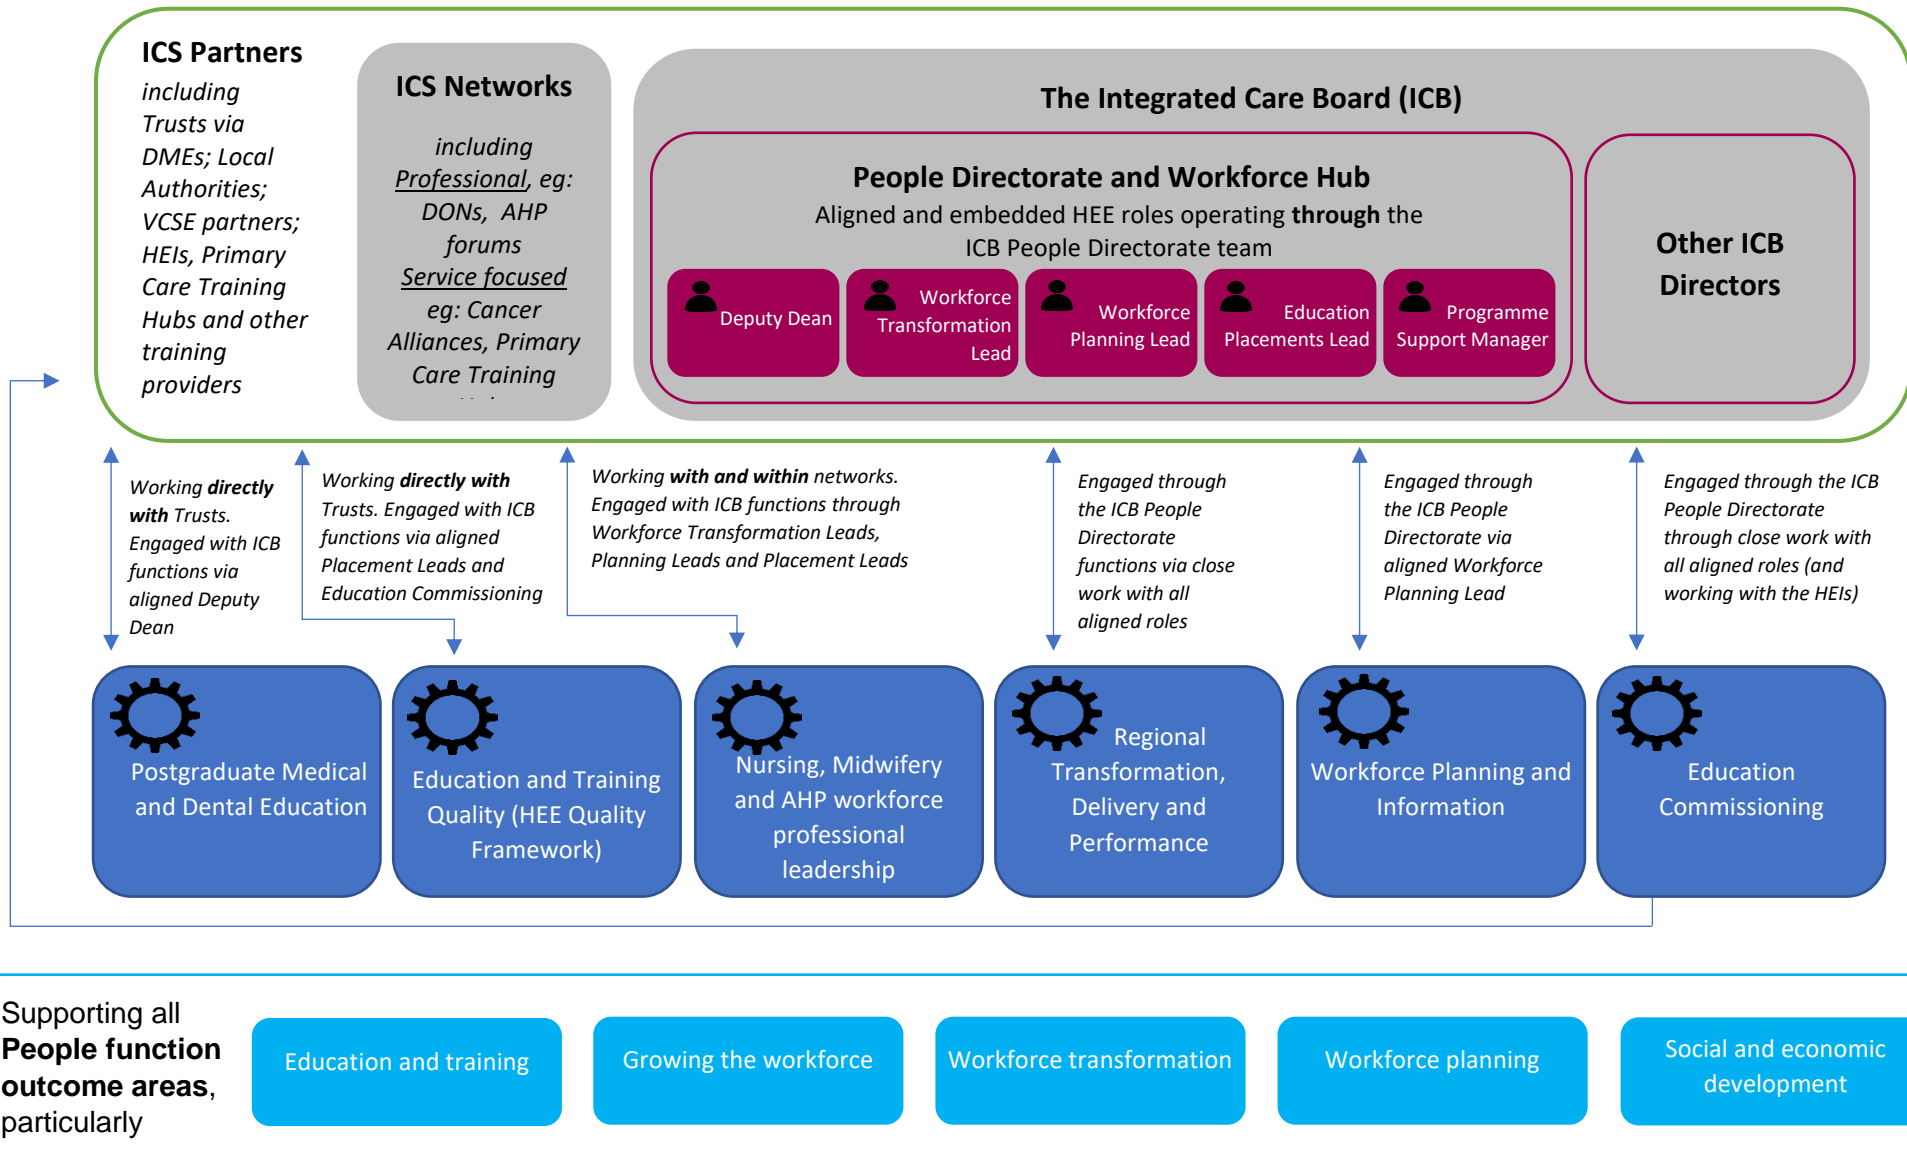 ICS Partners
including
Trusts via
DMEs; Local
Authorities;
VCSE partners;
HEIs, Primary
Care Training
Hubs and other
training
providers
ICS Networks
including
Professional, eg:
DONs, AHP
forums
Service focused
eg: Cancer
Alliances, Primary
Care Training
The Integrated Care Board (ICB)
People Directorate and Workforce Hub
Aligned and embedded HEE roles operating through the
ICB People Directorate team
Deputy Dean
Workforce
Transformation
Lead
Workforce
Planning Lead
Education
Placements Lead
Programme
Support Manager
Other ICB
Directors
Working directly
with Trusts.
Engaged with ICB
functions via
aligned Deputy
Dean
Working directly with
Trusts. Engaged with ICB
functions via aligned
Placement Leads and
Education Commissioning
Working with and within networks.
Engaged with ICB functions through
Workforce Transformation Leads,
Planning Leads and Placement Leads
Engaged through
the ICB People
Directorate
functions via close
work with all
aligned roles
Engaged through
the ICB People
Directorate via
aligned Workforce
Planning Lead
Engaged through the ICB
People Directorate
through close work with
all aligned roles (and
working with the HEIs)
Postgraduate Medical
and Dental Education
Education and Training
Quality (HEE Quality
Framework)
Nursing, Midwifery
and AHP workforce
professional
leadership
Regional
Transformation,
Delivery and
Performance
Workforce Planning and
Information
Education
Commissioning
Supporting all
People function
outcome areas,
particularly
Education and training
Growing the workforce
Workforce transformation
Workforce planning
Social and economic
development